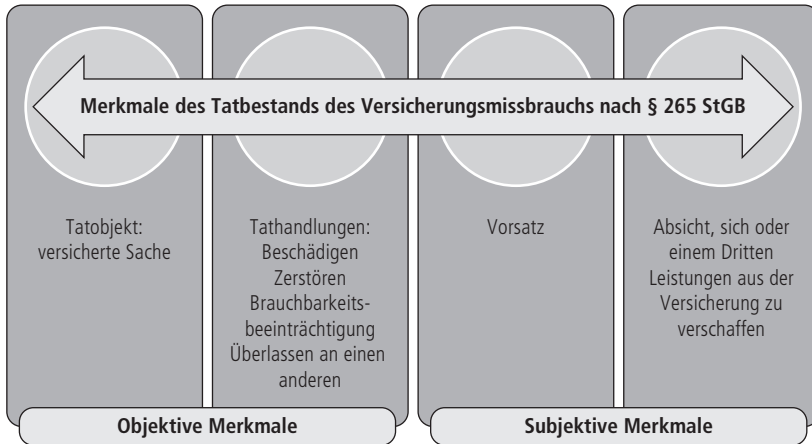 Merkmale des Tatbestands des Versicherungsmissbrauchs nach § 265 StGB
Tatobjekt:
versicherte Sache
Tathandlungen:
Beschädigen
Zerstören
Brauchbarkeits-
beeinträchtigung
Überlassen an einen
anderen
Vorsatz
Absicht, sich oder
einem Dritten
Leistungen aus der
Versicherung zu
verschaffen
Objektive Merkmale
Subjektive Merkmale